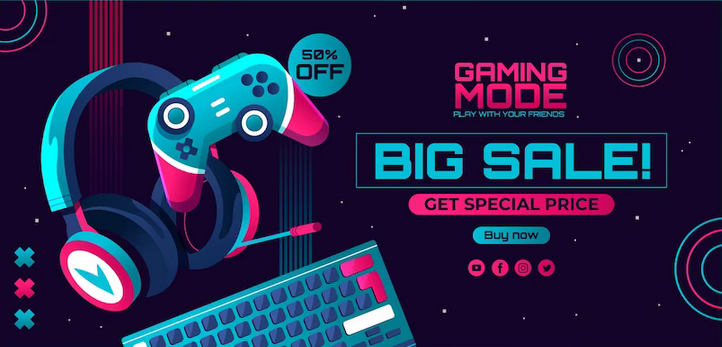 50%
OFF
GAMING
MODE
PLAY WITH YOUR FRIENDS
BIG SALE!
GET SPECIAL PRICE
Buy now